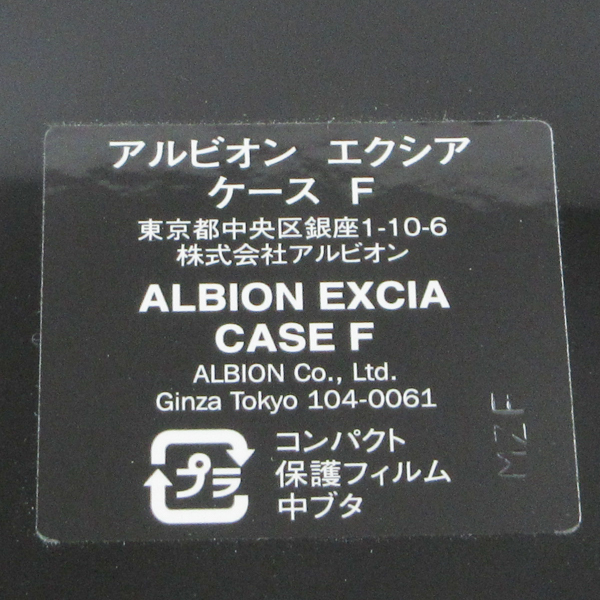 アルビオン エクシア
ケース F
東京都中央区銀座1-10-6
株式会社アルビオン
ALBION EXCIA
CASE F
ALBION Co., Ltd.
Ginza Tokyo 104-0061
プラ
コンパクト
保護フィルム
中ブタ
MZF